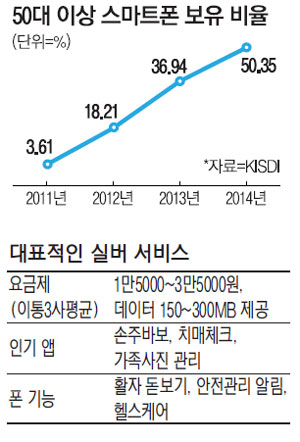 50대 이상 스마트폰 보유 비율
(단위=%)
3.61
18.21
36.94
50.35
*자료=KISDI
2011년 2012년 2013년 2014년
대표적인 실버 서비스
요금제 1만5000~3만5000원,
(이통3사평균) 데이터 150~300MB 제공
인기 앱 손주바보, 치매체크,
가족사진 관리
폰 기능 활자 돋보기, 안전관리 알림,
헬스케어